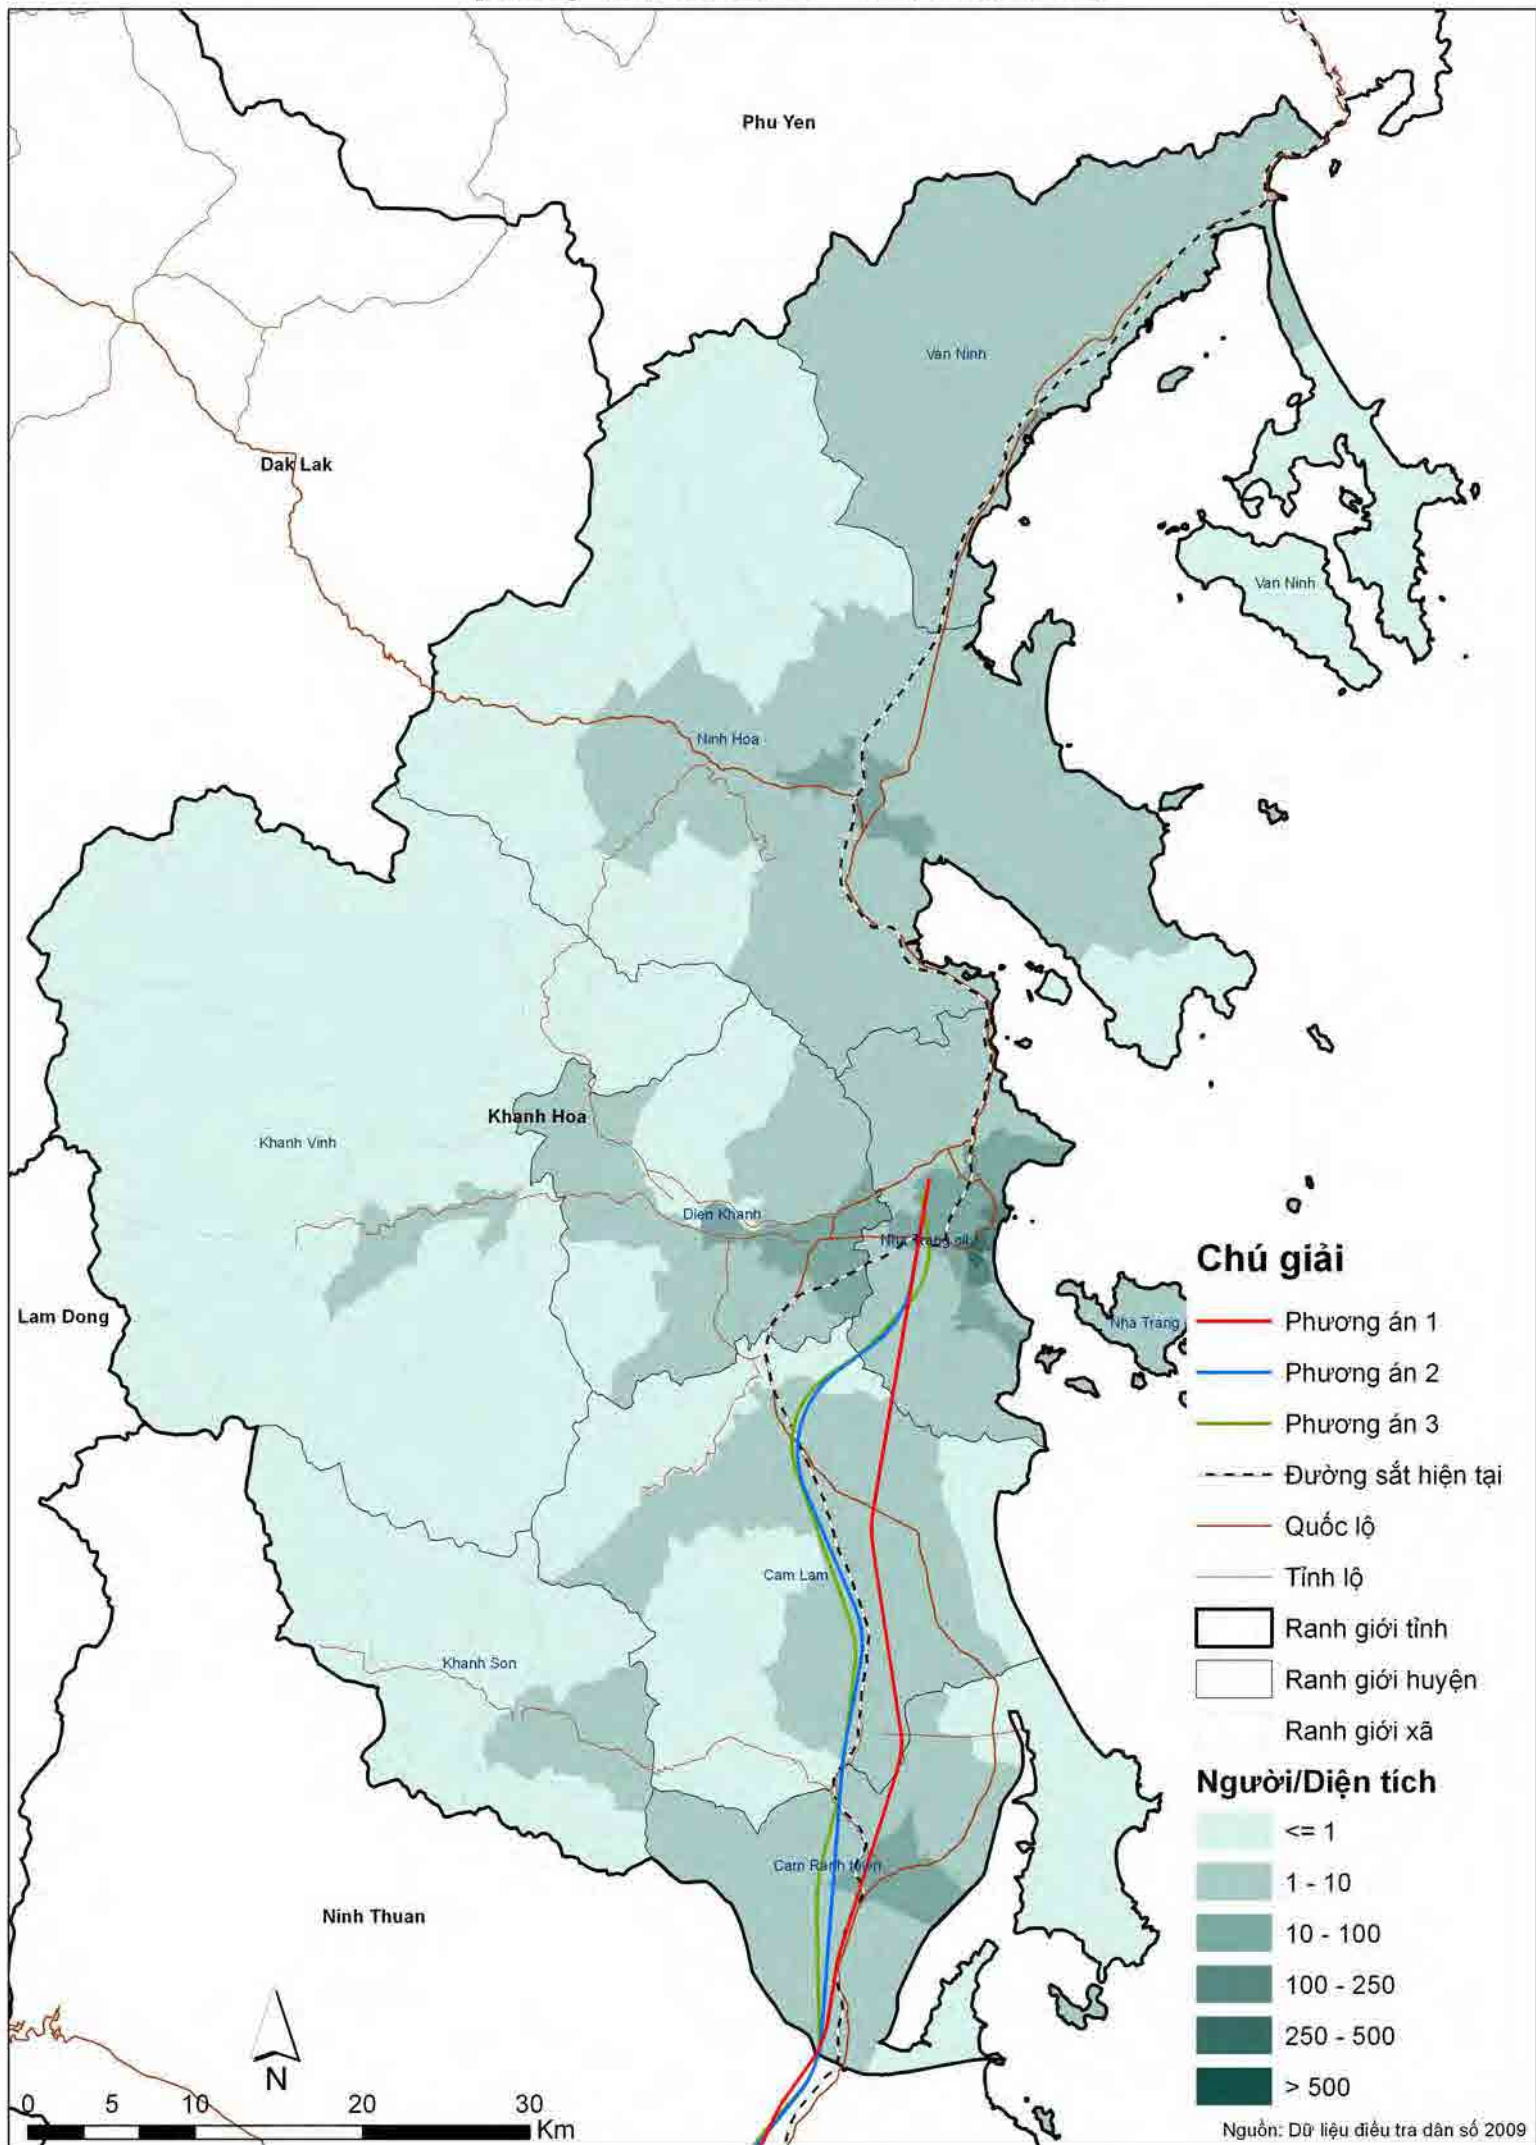 Phu Yen
Van Ninh
Dak Lak
Van Ninh
Ninh Hoa
Khanh Hoa
Khanh Vinh
Dien Khanh
Nha Trang
Lam Dong
Nha Trang
Cam Lam
Khanh Son
Cam Ranh
Ninh Thuan
Chú giải
Phương án 1
Phương án 2
Phương án 3
Đường sắt hiện tại
Quốc lộ
Tỉnh lộ
Ranh giới tỉnh
Ranh giới huyện
Ranh giới xã
Người/Diện tích
<= 1
1 - 10
10 - 100
100 - 250
250 - 500
> 500
N
0 5 10 20 30
Km
Nguồn: Dữ liệu điều tra dân số 2009